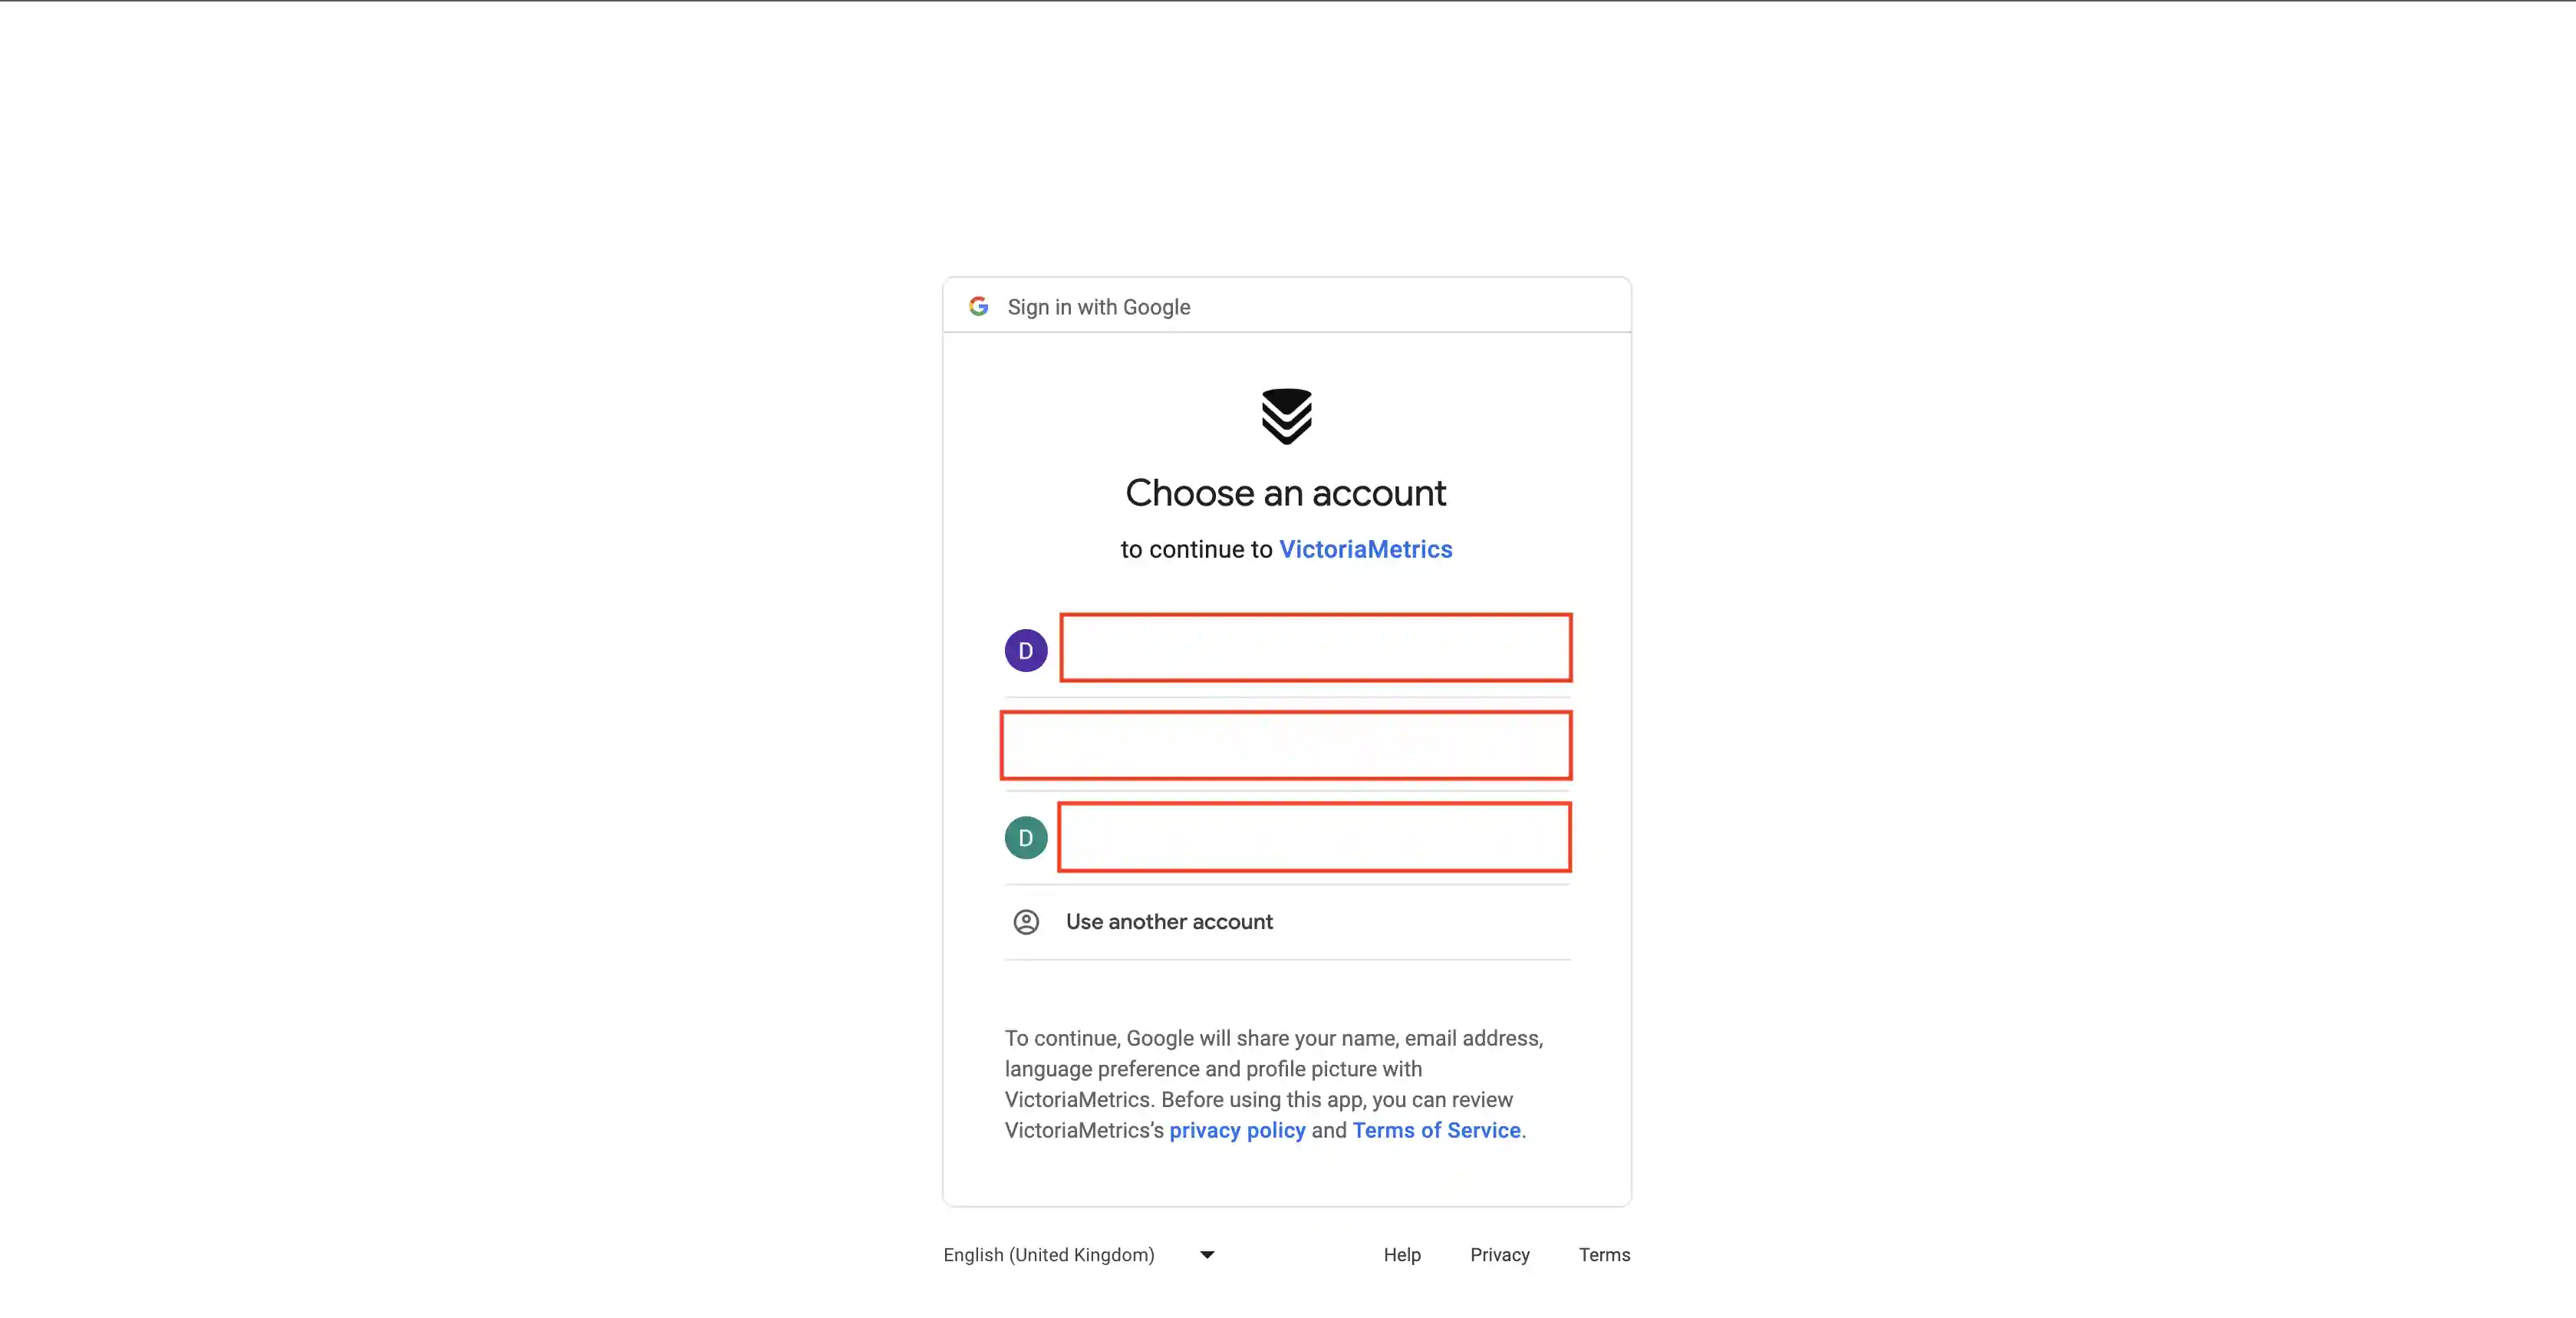 Sign in with Google
Choose an account
to continue to VictoriaMetrics
D
D
Use another account
To continue, Google will share your name, email address,
language preference and profile picture with
VictoriaMetrics. Before using this app, you can review
VictoriaMetrics’s privacy policy and Terms of Service.
English (United Kingdom) Help Privacy Terms